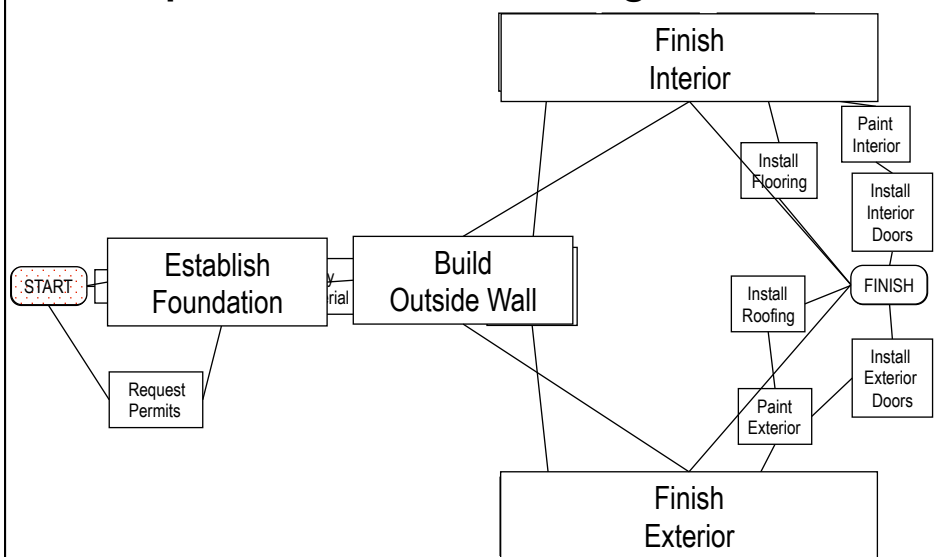 Finish
Interior
Paint
Interior
Install
Flooring
Install
Interior
Doors
START
Establish
Foundation
Build
Outside Wall
Install
Roofing
FINISH
Request
Permits
Install
Exterior
Doors
Paint
Exterior
Finish
Exterior